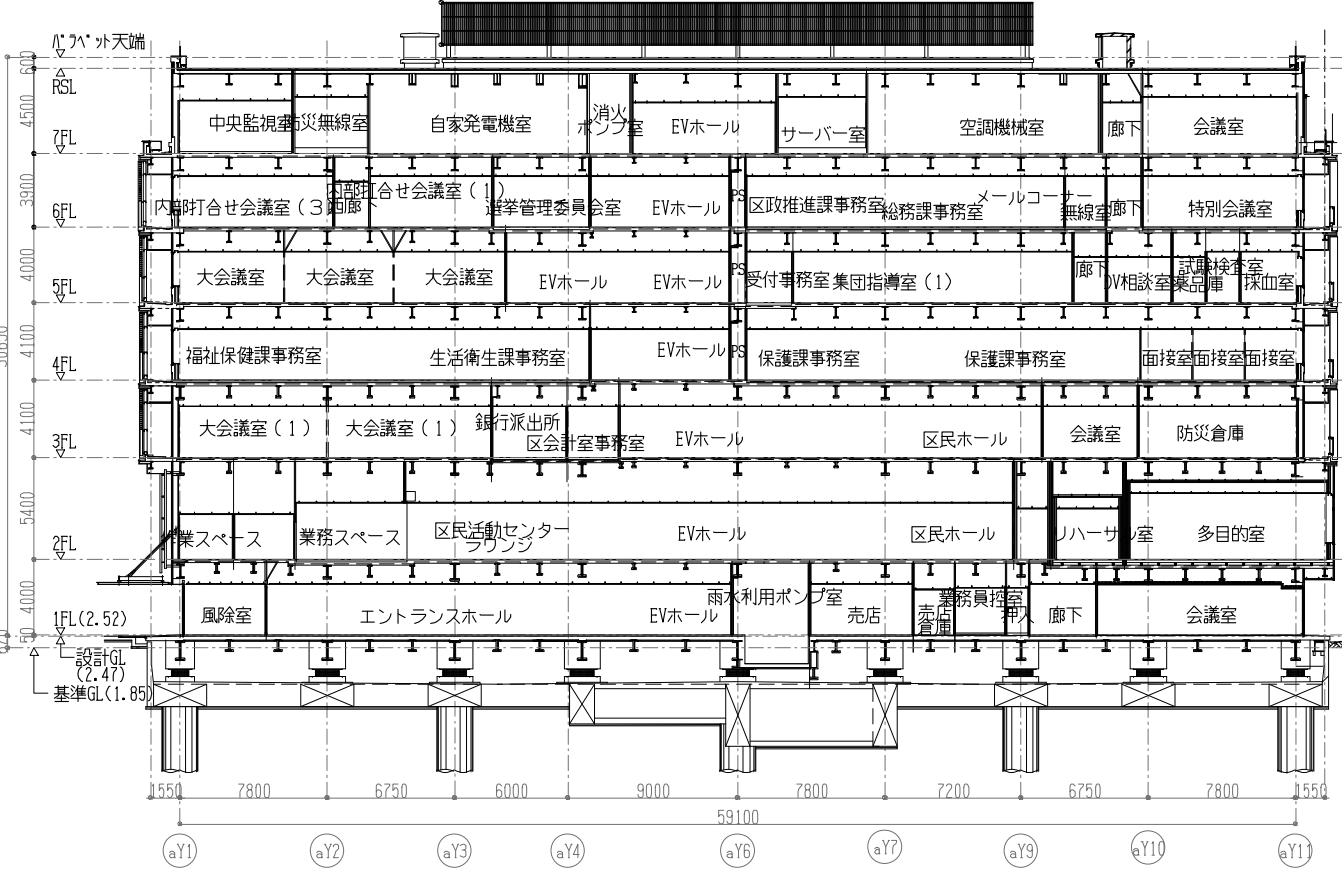 パラペット天端
600
RSL
4500
中央監視室
防災無線室
自家発電機室
消火
ポンプ室
EVホール
サーバー室
空調機械室
廊下
会議室
7FL
3900
内部打合せ会議室(3)
西廊下
内部打合せ会議室(1)
選挙管理委員会室
EVホール
PS
区政推進課事務室
総務課事務室
メールコーナー
無線室
廊下
特別会議室
6FL
4000
大会議室
大会議室
大会議室
EVホール
EVホール
PS
受付事務室
集団指導室(1)
廊下
DV相談室
薬品庫
試験検査室
採血室
5FL
4100
福祉保健課事務室
生活衛生課事務室
EVホール
PS
保護課事務室
保護課事務室
面接室
面接室
面接室
4FL
4100
大会議室(1)
大会議室(1)
銀行派出所
区会計室事務室
EVホール
区民ホール
会議室
防災倉庫
3FL
5400
業スペース
業務スペース
区民活動センター
ラウンジ
EVホール
区民ホール
リハーサル室
多目的室
2FL
4000
風除室
エントランスホール
EVホール
雨水利用ポンプ室
売店
売店
倉庫
業務員控室
押入
廊下
会議室
1FL(2.52)
50
設計GL
(2.47)
基準GL(1.85)
1550
7800
6750
6000
9000
7800
7200
6750
7800
1550
59100
aY1
aY2
aY3
aY4
aY6
aY7
aY9
aY10
aY11